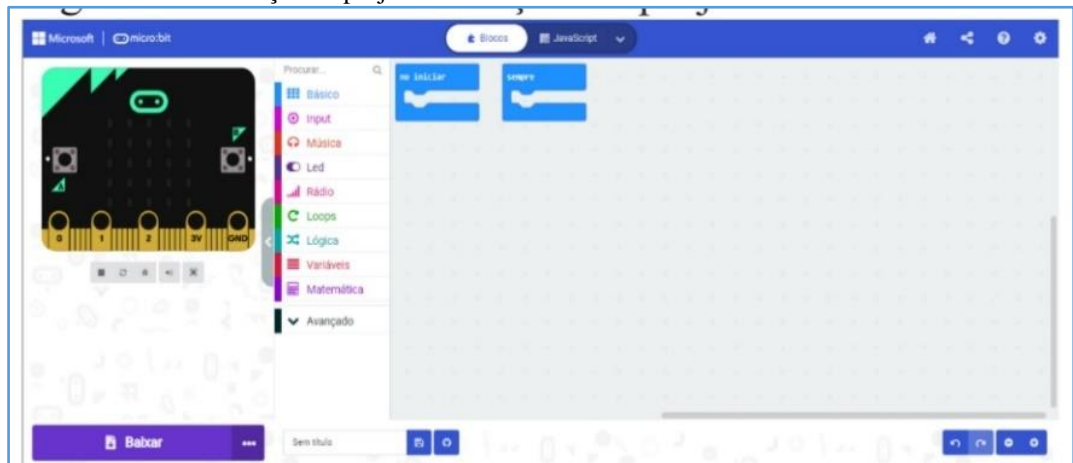 Microsoft | micro:bit
Blocos
JavaScript
Procurar...
Básico
Input
Música
Led
Rádio
Loops
Lógica
Variáveis
Matemática
Avançado
no iniciar
sempre
0 1 2 3V GND
B
A
Baixar
Sem título